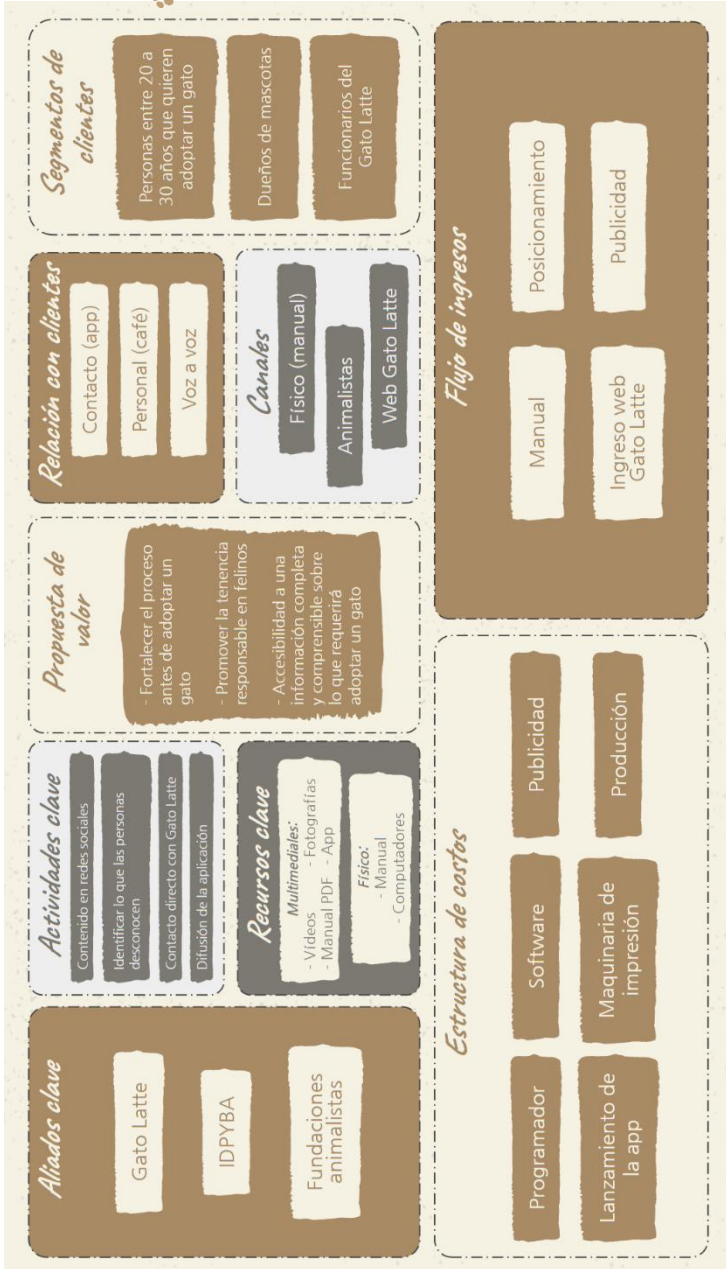 Aliados clave
Gato Latte
IDPYBA
Fundaciones
animalistas
Actividades clave
Contenido en redes sociales
Identificar lo que las personas
desconocen
Contacto directo con Gato Latte
Difusión de la aplicación
Recursos clave
Multimediales:
- Vídeos - Fotografías
- Manual PDF - App
Físico:
- Manual
- Computadores
Propuesta de
valor
- Fortalecer el proceso
antes de adoptar un
gato
- Promover la tenencia
responsable en felinos
- Accesibilidad a una
información completa
y comprensible sobre
lo que requerirá
adoptar un gato
Relación con clientes
Contacto (app)
Personal (café)
Voz a voz
Canales
Físico (manual)
Animalistas
Web Gato Latte
Segmentos de
clientes
Personas entre 20 a
30 años que quieren
adoptar un gato
Dueños de mascotas
Funcionarios del
Gato Latte
Estructura de costos
Programador
Software
Publicidad
Lanzamiento de
la app
Maquinaria de
impresión
Producción
Flujo de ingresos
Manual
Posicionamiento
Ingreso web
Gato Latte
Publicidad